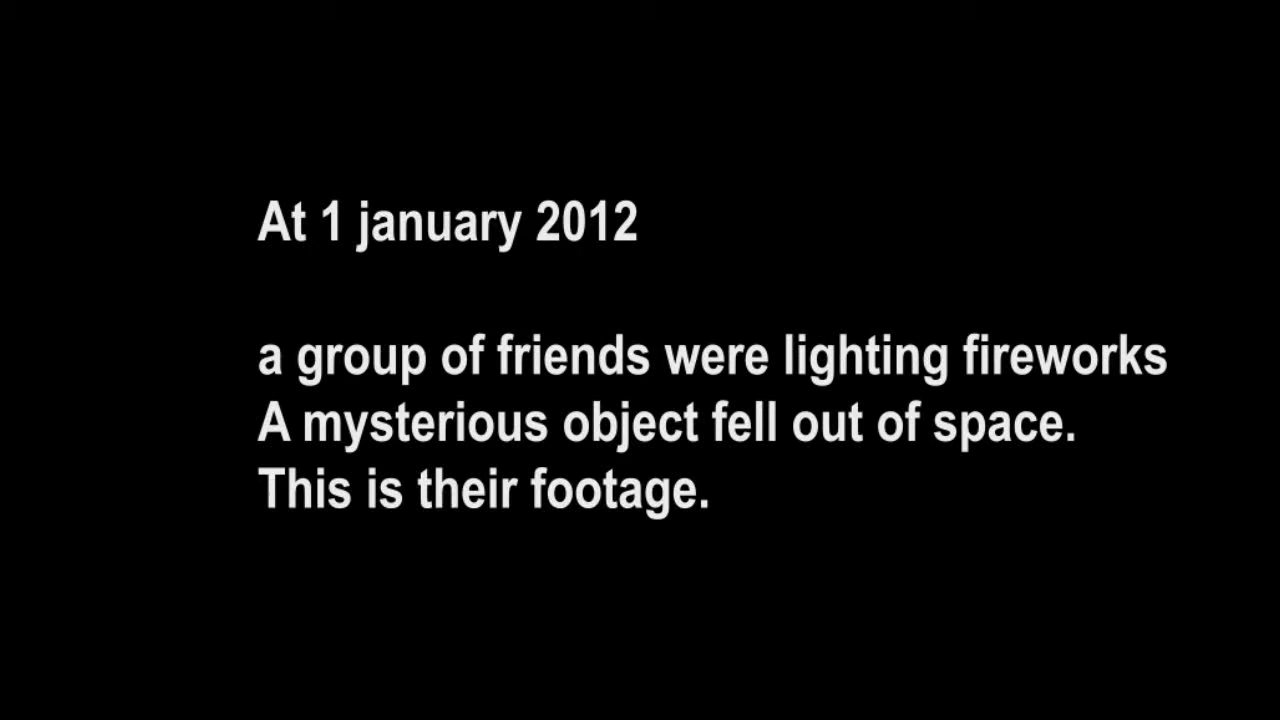 At 1 january 2012
a group of friends were lighting fireworks
A mysterious object fell out of space.
This is their footage.